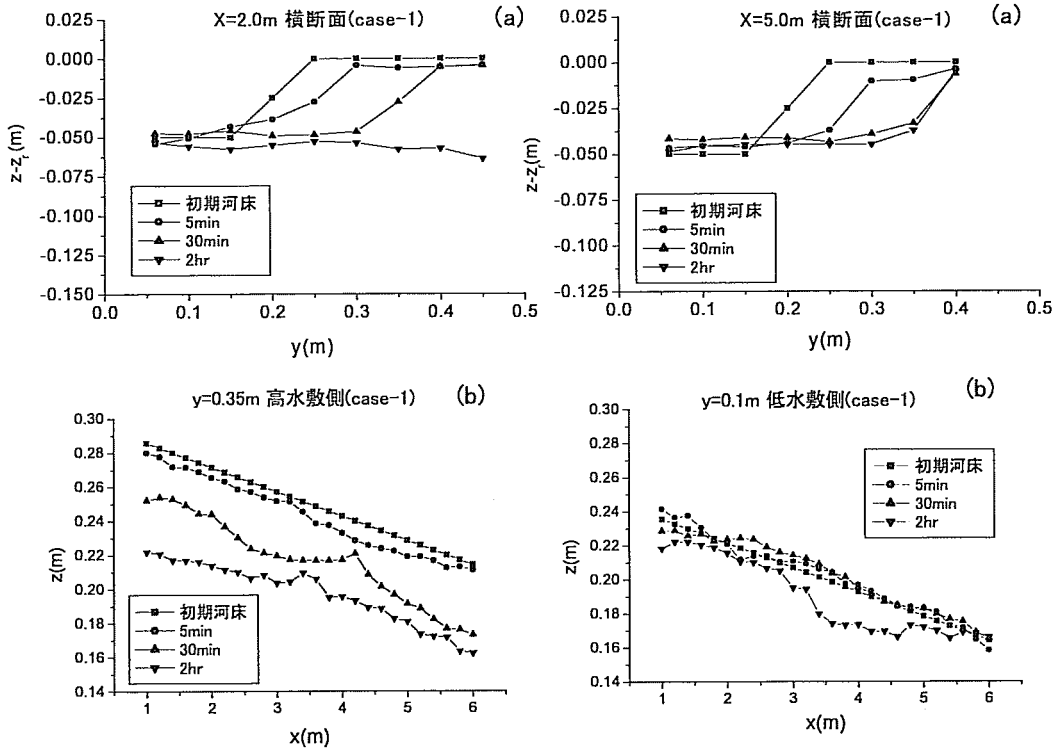 X=2.0m 横断面(case-1)
(a)
0.000
-0.025
-0.050
-0.075
-0.100
-0.125
-0.150
z-zr(m)
初期河床
5min
30min
2hr
0.0 0.1 0.2 0.3 0.4 0.5
y(m)
X=5.0m 横断面(case-1)
(a)
0.000
-0.025
-0.050
-0.075
-0.100
-0.125
z-zr(m)
初期河床
5min
30min
2hr
0.0 0.1 0.2 0.3 0.4 0.5
y(m)
y=0.35m 高水敷側(case-1)
(b)
0.30
0.28
0.26
0.24
0.22
0.20
0.18
0.16
0.14
z(m)
初期河床
5min
30min
2hr
1 2 3 4 5 6
x(m)
y=0.1m 低水敷側(case-1)
(b)
0.30
0.28
0.26
0.24
0.22
0.20
0.18
0.16
0.14
z(m)
初期河床
5min
30min
2hr
1 2 3 4 5 6
x(m)